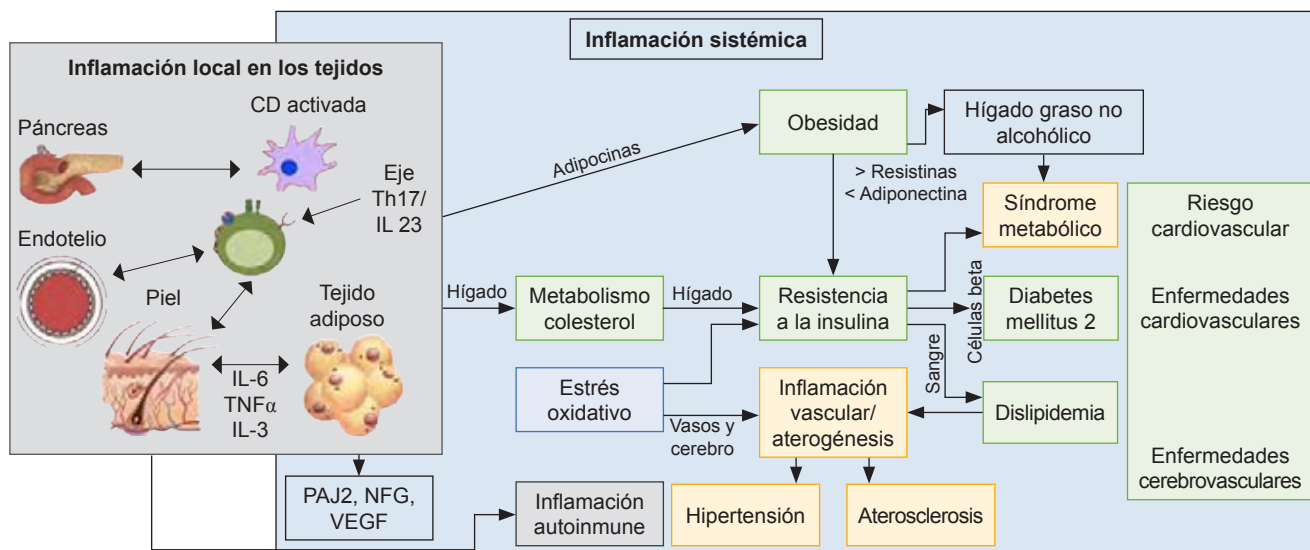 Inflamación sistémica
Inflamación local en los tejidos
CD activada
Páncreas
Eje
Th17/
IL 23
Endotelio
Piel
Tejido
adiposo
IL-6
TNFα
IL-3
Adipocinas
Obesidad
Hígado graso no
alcohólico
> Resistinas
< Adiponectina
Síndrome
metabólico
Riesgo
cardiovascular
Hígado
Metabolismo
colesterol
Hígado
Resistencia
a la insulina
Células beta
Diabetes
mellitus 2
Enfermedades
cardiovasculares
Sangre
Estrés
oxidativo
Vasos y
cerebro
Inflamación
vascular/
aterogénesis
Dislipidemia
Enfermedades
cerebrovasculares
PAJ2, NFG,
VEGF
Inflamación
autoinmune
Hipertensión
Aterosclerosis